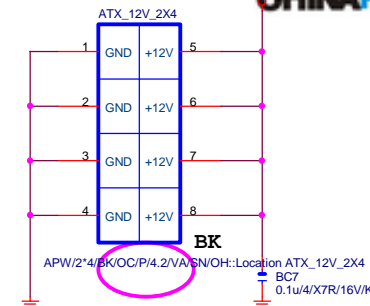 ATX_12V_2X4
1 GND +12V 5
2 GND +12V 6
3 GND +12V 7
4 GND +12V 8
BK
APW/2*4/BK/OC/P/4.2/VA/SN/OH::Location ATX_12V_2X4
BC7
0.1u/4/X7R/16V/K